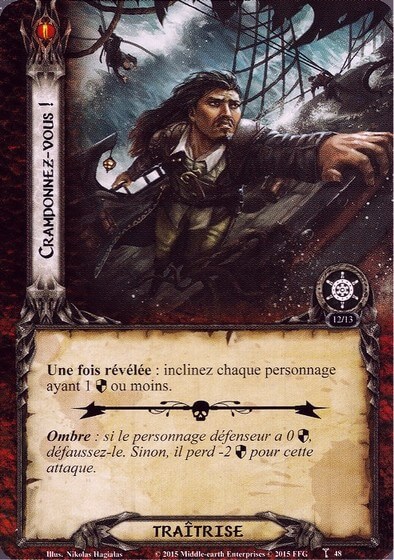 CRAMPONNEZ-VOUS !
12/13
Une fois révélée : inclinez chaque personnage
ayant 1 ou moins.
Ombre : si le personnage défenseur a 0 ,
défaussez-le. Sinon, il perd -2 pour cette
attaque.
TRAÎTRISE
Illus. Nikolas Hagialas © 2015 Middle-earth Enterprises © 2015 FFG 48